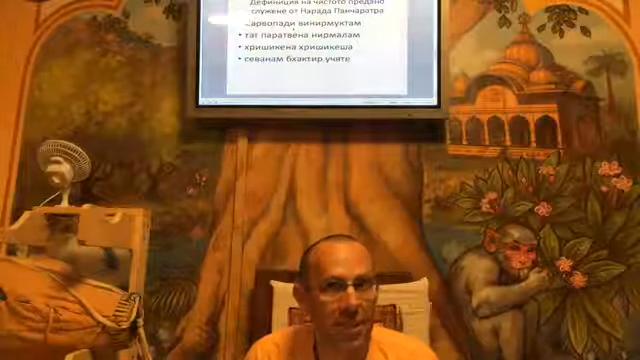 Дефиниция на чистото предано
служене от Нарада Панчаратра
сарвопади винирмуктам
• тат паратвена нирмалам
• хришикена хришикеша
• севанам бхактир учяте